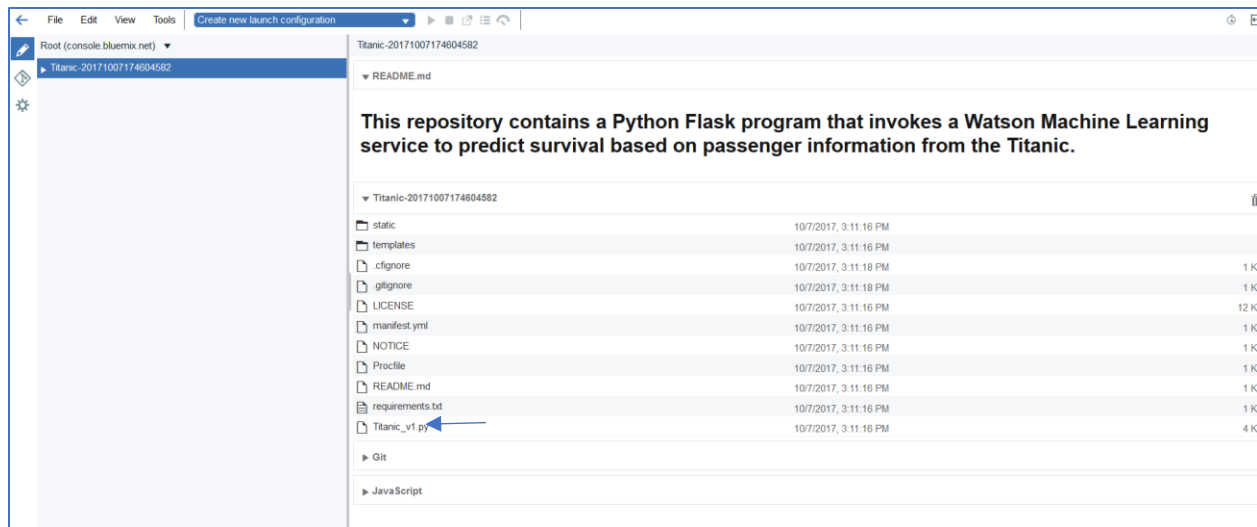 File Edit View Tools Create new launch configuration
Root (console.bluemix.net)
Titanic-20171007174604582
Titanic-20171007174604582
README.md
This repository contains a Python Flask program that invokes a Watson Machine Learning
service to predict survival based on passenger information from the Titanic.
Titanic-20171007174604582
static 10/7/2017, 3:11:16 PM
templates 10/7/2017, 3:11:16 PM
.cfignore 10/7/2017, 3:11:18 PM 1 K
.gitignore 10/7/2017, 3:11:18 PM 1 K
LICENSE 10/7/2017, 3:11:16 PM 12 K
manifest.yml 10/7/2017, 3:11:16 PM 1 K
NOTICE 10/7/2017, 3:11:16 PM 1 K
Procfile 10/7/2017, 3:11:16 PM 1 K
README.md 10/7/2017, 3:11:16 PM 1 K
requirements.txt 10/7/2017, 3:11:16 PM 1 K
Titanic_v1.py 10/7/2017, 3:11:16 PM 4 K
Git
JavaScript